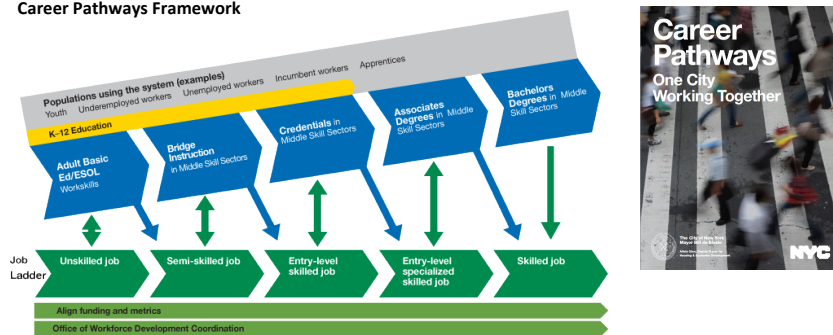 Career Pathways Framework
Populations using the system (examples)
Youth Underemployed workers Unemployed workers Incumbent workers Apprentices
K–12 Education
Adult Basic
Ed/ESOL
Workskills
Bridge
Instruction
in Middle Skill Sectors
Credentials in
Middle Skill Sectors
Associates
Degrees in Middle
Skill Sectors
Bachelors
Degrees in Middle
Skill Sectors
Job
Ladder
Unskilled job
Semi-skilled job
Entry-level
skilled job
Entry-level
specialized
skilled job
Skilled job
Align funding and metrics
Office of Workforce Development Coordination
Career
Pathways
One City
Working Together
The City of New York
Mayor Bill de Blasio
NYC